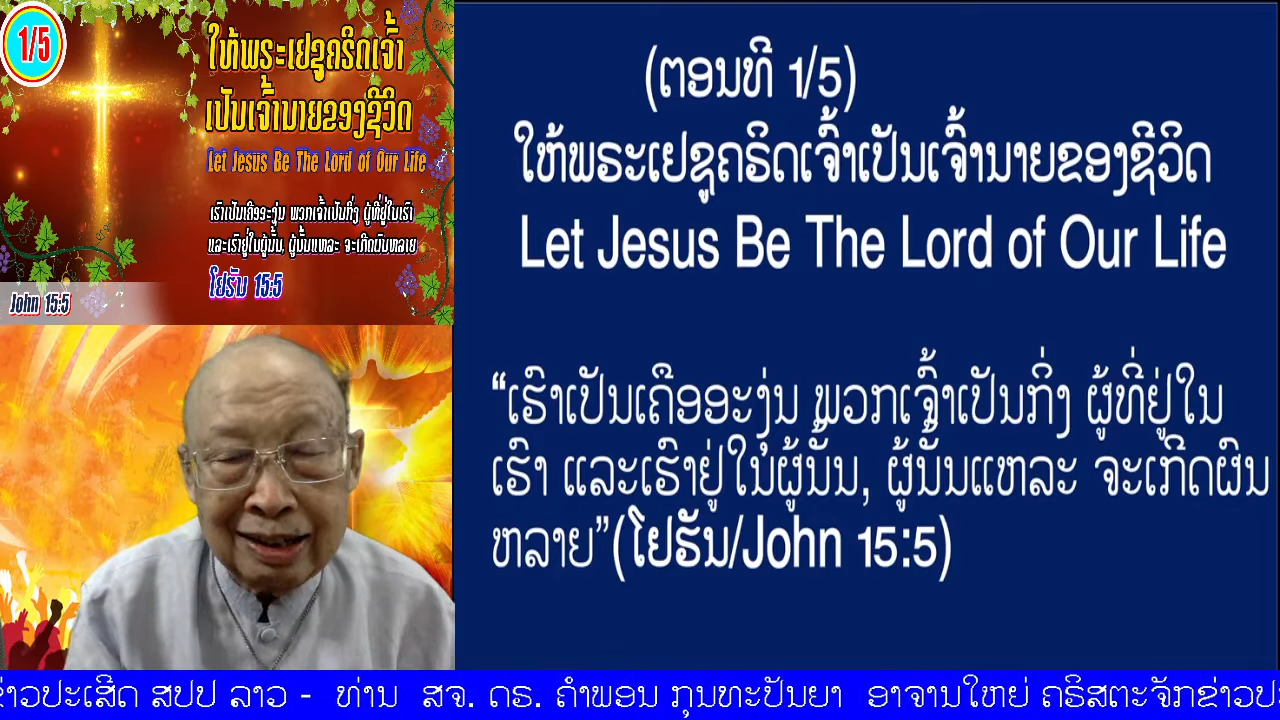 1/5
ໃຫ້ພຣະເຢຊູຄຣິດເຈົ້າ
ເປັນເຈົ້ານາຍຂອງຊີວິດ
Let Jesus Be The Lord of Our Life
ເຮົາເປັນເຄືອອະງຸ່ນ ພວກເຈົ້າເປັນກິ່ງ ຜູ້ທີ່ຢູ່ໃນເຮົາ
ແລະເຮົາຢູ່ໃນຜູ້ນັ້ນ, ຜູ້ນັ້ນແຫລະ ຈະເກີດຜົນຫລາຍ
ໂຢຮັນ 15:5
John 15:5
(ຕອນທີ 1/5)
ໃຫ້ພຣະເຢຊູຄຣິດເຈົ້າເປັນເຈົ້ານາຍຂອງຊີວິດ
Let Jesus Be The Lord of Our Life
“ເຮົາເປັນເຄືອອະງຸ່ນ ພວກເຈົ້າເປັນກິ່ງ ຜູ້ທີ່ຢູ່ໃນ
ເຮົາ ແລະເຮົາຢູ່ໃນຜູ້ນັ້ນ, ຜູ້ນັ້ນແຫລະ ຈະເກີດຜົນ
ຫລາຍ”(ໂຢຮັນ/John 15:5)
ຂ່າວປະເສີດ ສປປ ລາວ - ທ່ານ ສຈ. ດຣ. ຄໍາພອນ ກຸນທະປັນຍາ ອາຈານໃຫຍ່ ຄຣິສຕະຈັກຂ່າວປະ